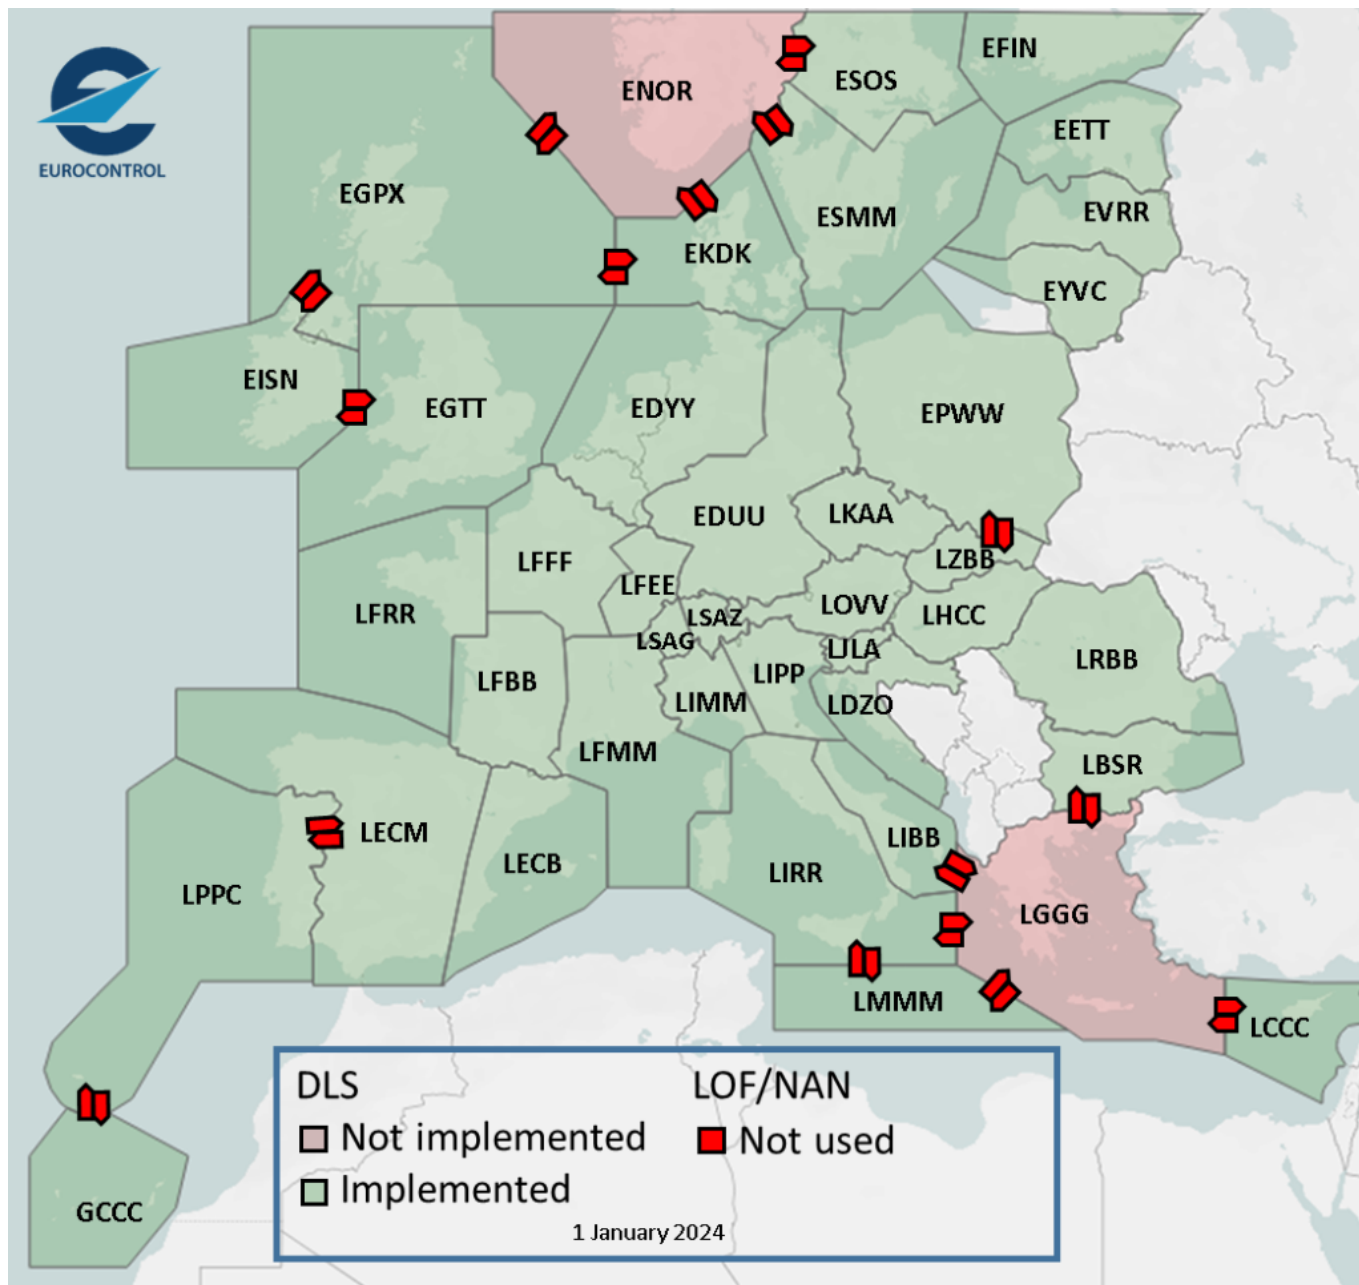 EFIN
ESOS
ENOR
EETT
EUROCONTROL
EGPX
EVRR
ESMM
EKDK
EYVC
EISN
EGTT
EDYY
EPWW
EDUU
LKAA
LZBB
LFFF
LFEE
LOVV
LFRR
LSAZ
LHCC
LSAG
LJLA
LRBB
LIPP
LFBB
LIMM
LDZO
LFMM
LBSR
LECM
LIBB
LECB
LIRR
LPPC
LGGG
LMMM
LCCC
GCCC
DLS LOF/NAN
Not implemented Not used
Implemented
1 January 2024